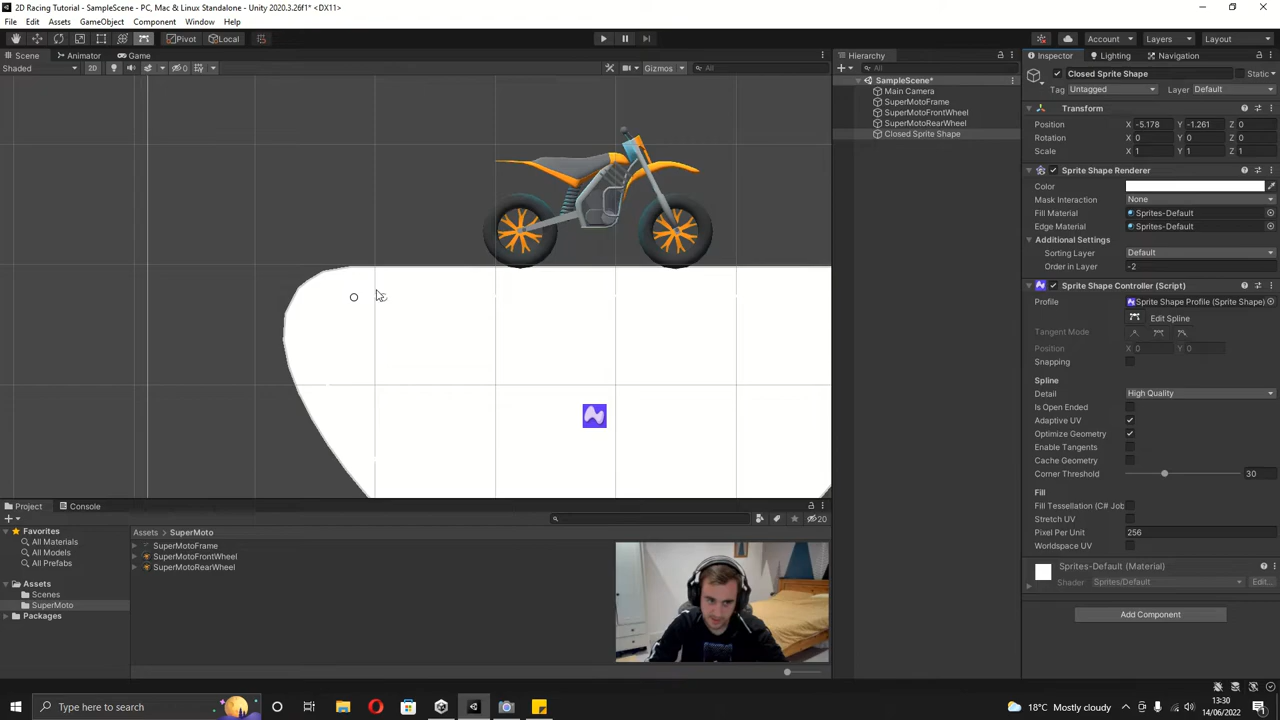 2D Racing Tutorial - SampleScene - PC, Mac & Linux Standalone - Unity 2020.3.26f1* <DX11>
File Edit Assets GameObject Component Window Help
Pivot Local Account Layers Layout
Scene Animator Game Hierarchy Inspector Lighting Navigation
Shaded 2D 0 Gizmos All All
SampleScene*
Main Camera
SuperMotoFrame
SuperMotoFrontWheel
SuperMotoRearWheel
Closed Sprite Shape
Closed Sprite Shape Static
Tag Untagged Layer Default
Transform
Position X -5.178 Y -1.261 Z 0
Rotation X 0 Y 0 Z 0
Scale X 1 Y 1 Z 1
Sprite Shape Renderer
Color
Mask Interaction None
Fill Material Sprites-Default
Edge Material Sprites-Default
Additional Settings
Sorting Layer Default
Order in Layer -2
Sprite Shape Controller (Script)
Profile Sprite Shape Profile (Sprite Shape)
Edit Spline
Tangent Mode
Position X 0 Y 0
Snapping
Spline
Detail High Quality
Is Open Ended
Adaptive UV
Optimize Geometry
Enable Tangents
Cache Geometry
Corner Threshold 30
Fill
Fill Tessellation (C# Job
Stretch UV
Pixel Per Unit 256
Worldspace UV
Sprites-Default (Material)
Shader Sprites/Default Edit...
Add Component
Project Console
20
Favorites
All Materials
All Models
All Prefabs
Assets
Scenes
SuperMoto
Packages
Assets > SuperMoto
SuperMotoFrame
SuperMotoFrontWheel
SuperMotoRearWheel
Type here to search
18°C Mostly cloudy
13:30
14/06/2022